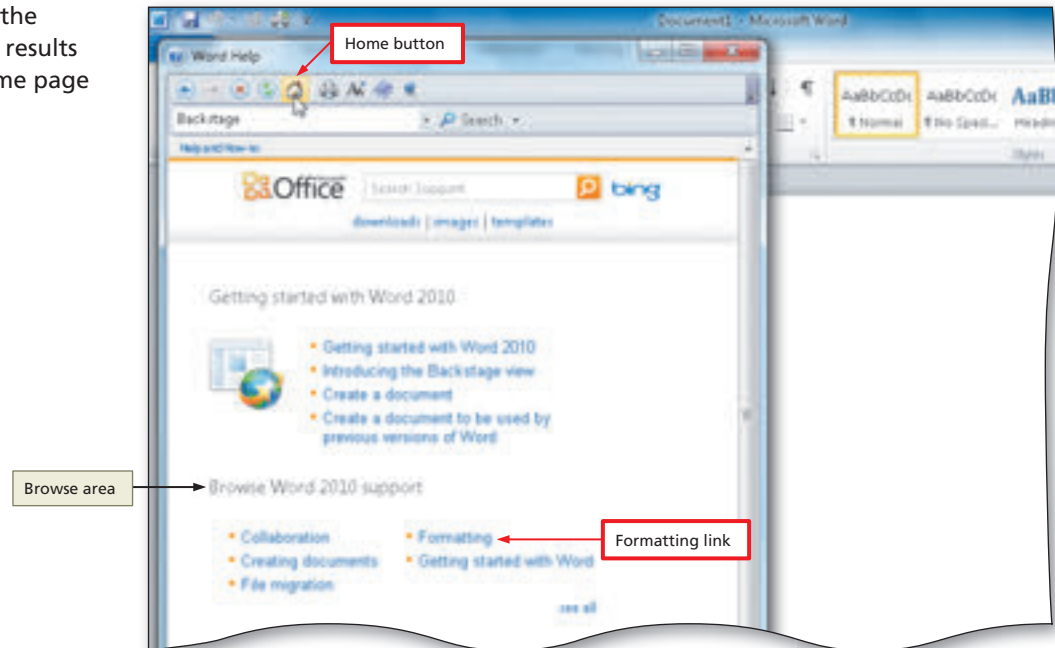 the
results
me page
Document1 - Microsoft Word
Home button
Word Help
Backstage
Search
Help and How-to
AaBbCcDc AaBbCcDc AaBb
¶ Normal ¶ No Spaci... Headin
Styles
Office Search Support bing
downloads | images | templates
Getting started with Word 2010
Getting started with Word 2010
Introducing the Backstage view
Create a document
Create a document to be used by
previous versions of Word
Browse area
Browse Word 2010 support
Collaboration
Creating documents
File migration
Formatting
Formatting link
Getting started with Word
see all